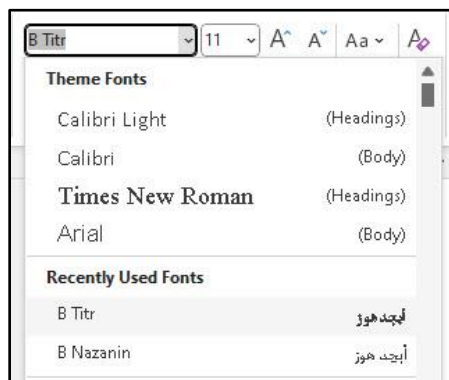 B Titr 11 A A Aa A
Theme Fonts
Calibri Light (Headings)
Calibri (Body)
Times New Roman (Headings)
Arial (Body)
Recently Used Fonts
B Titr أبجد هوز
B Nazanin أبجد هوز